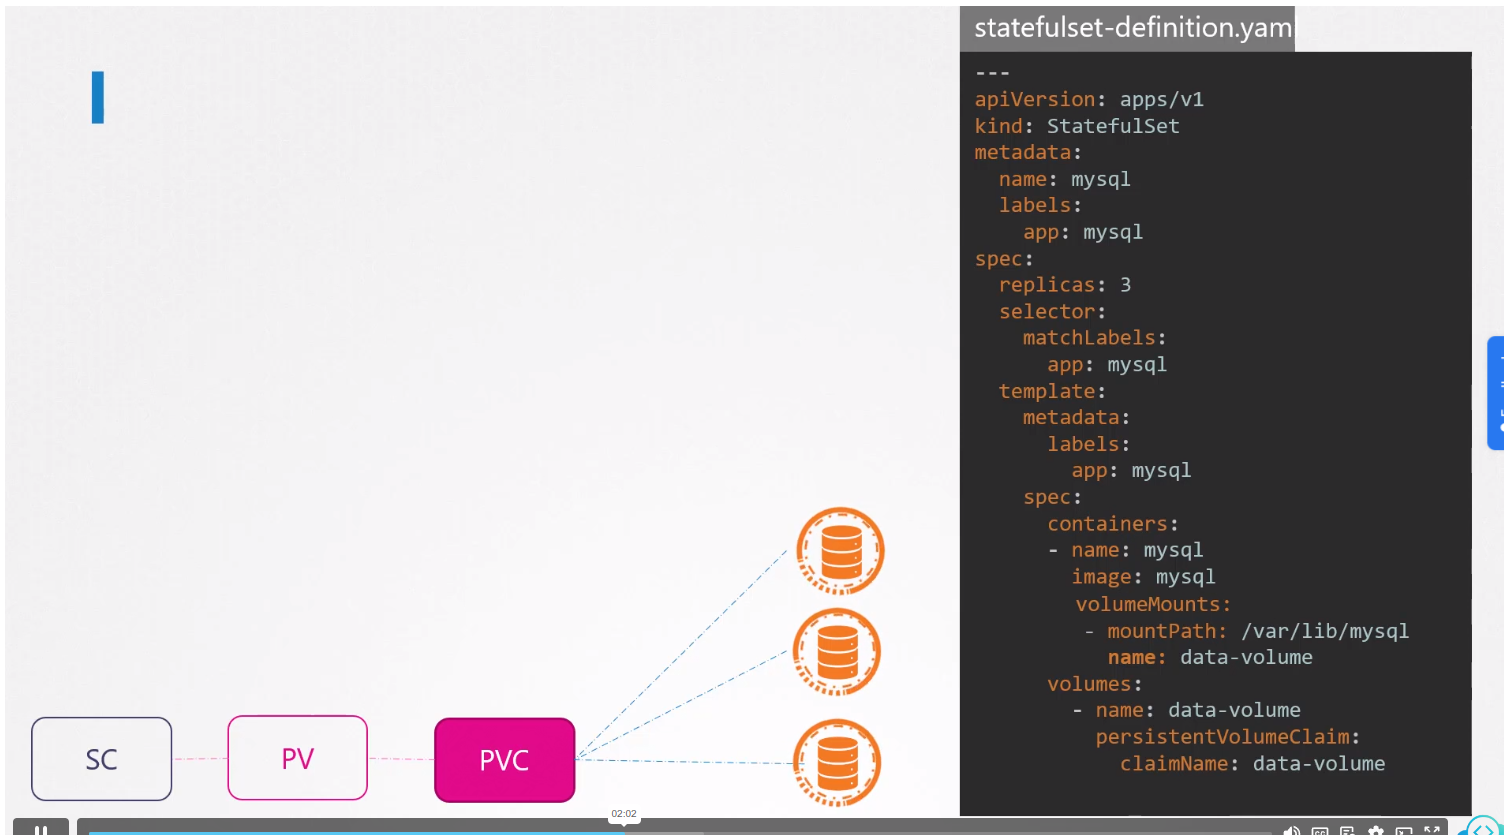 statefulset-definition.yaml
---
apiVersion: apps/v1
kind: StatefulSet
metadata:
  name: mysql
  labels:
    app: mysql
spec:
  replicas: 3
  selector:
    matchLabels:
      app: mysql
  template:
    metadata:
      labels:
        app: mysql
    spec:
      containers:
      - name: mysql
        image: mysql
        volumeMounts:
         - mountPath: /var/lib/mysql
           name: data-volume
      volumes:
        - name: data-volume
          persistentVolumeClaim:
            claimName: data-volume
SC
PV
PVC
02:02